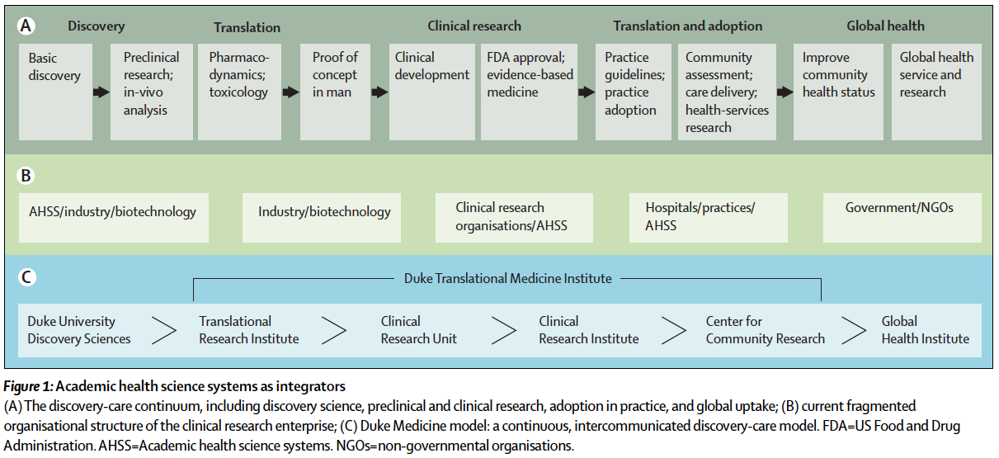 A
Discovery
Translation
Clinical research
Translation and adoption
Global health
Basic
discovery
Preclinical
research;
in-vivo
analysis
Pharmaco-
dynamics;
toxicology
Proof of
concept
in man
Clinical
development
FDA approval;
evidence-based
medicine
Practice
guidelines;
practice
adoption
Community
assessment;
care delivery;
health-services
research
Improve
community
health status
Global health
service and
research
B
AHSS/industry/biotechnology
Industry/biotechnology
Clinical research
organisations/AHSS
Hospitals/practices/
AHSS
Government/NGOs
C
Duke Translational Medicine Institute
Duke University
Discovery Sciences
Translational
Research Institute
Clinical
Research Unit
Clinical
Research Institute
Center for
Community Research
Global
Health Institute
Figure 1: Academic health science systems as integrators
(A) The discovery-care continuum, including discovery science, preclinical and clinical research, adoption in practice, and global uptake; (B) current fragmented
organisational structure of the clinical research enterprise; (C) Duke Medicine model: a continuous, intercommunicated discovery-care model. FDA=US Food and Drug
Administration. AHSS=Academic health science systems. NGOs=non-governmental organisations.